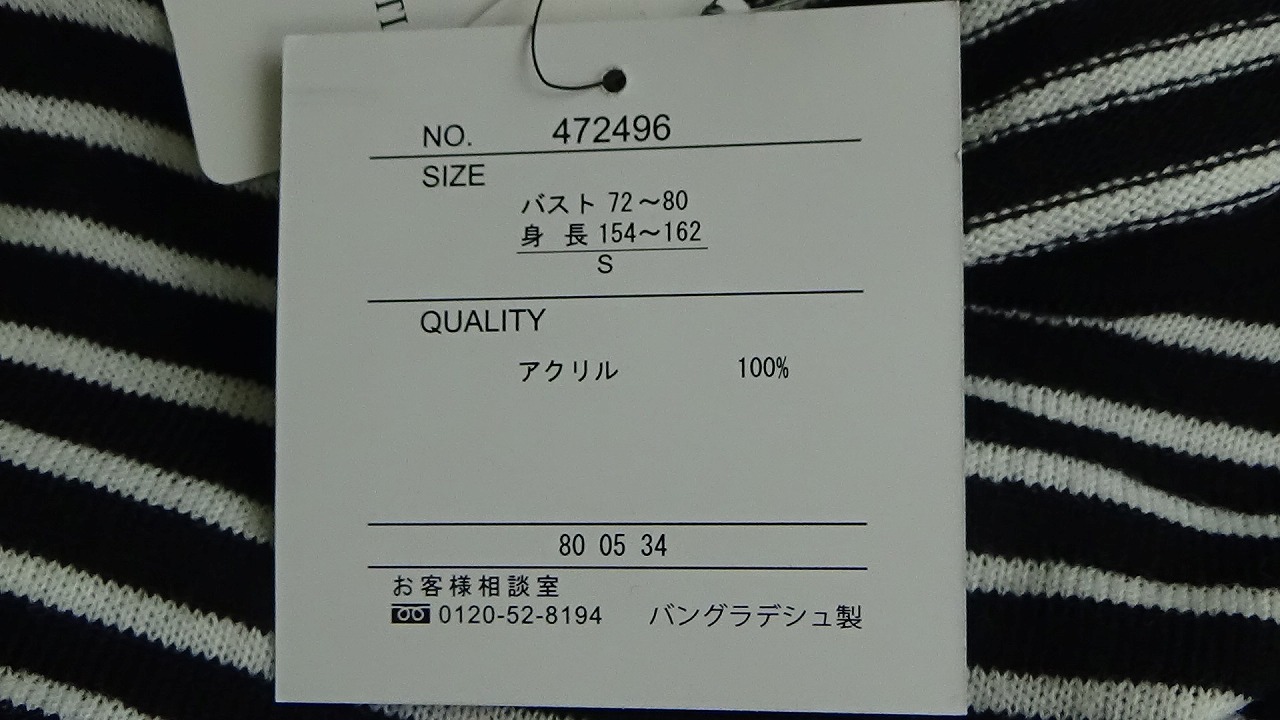 NO. 472496
SIZE
バスト 72～80
身 長 154～162
S
QUALITY
アクリル 100%
80 05 34
お客様相談室
0120-52-8194 バングラデシュ製